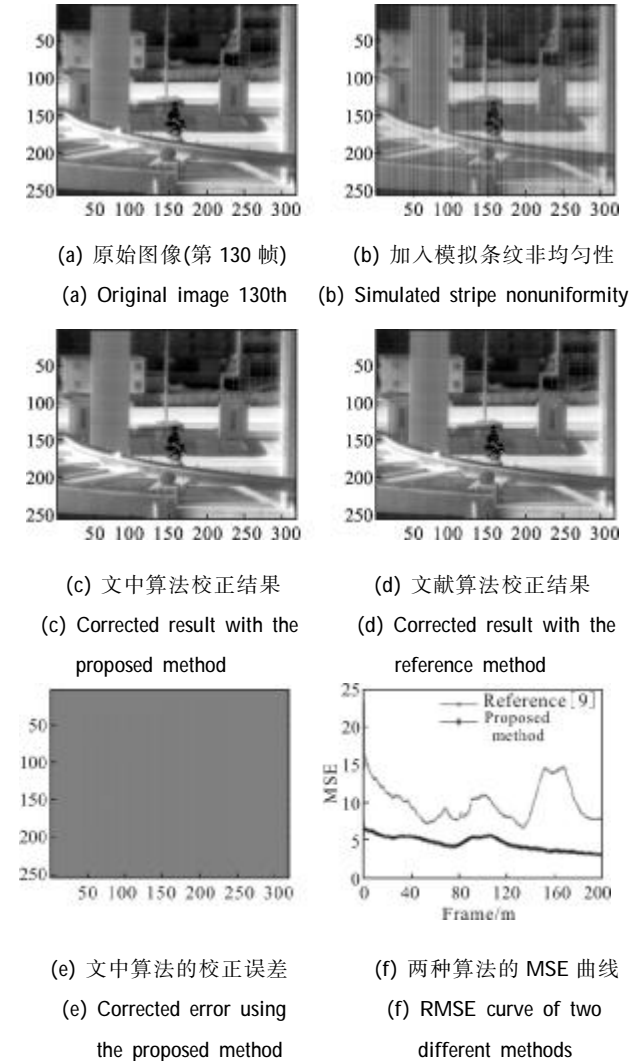 50
100
150
200
250
50 100 150 200 250 300
50
100
150
200
250
50 100 150 200 250 300
(a) 原始图像(第 130 帧)
(b) 加入模拟条纹非均匀性
(a) Original image 130th
(b) Simulated stripe nonuniformity
50
100
150
200
250
50 100 150 200 250 300
50
100
150
200
250
50 100 150 200 250 300
(c) 文中算法校正结果
(d) 文献算法校正结果
(c) Corrected result with the
proposed method
(d) Corrected result with the
reference method
50
100
150
200
250
50 100 150 200 250 300
25
20
15
10
5
0
MSE
Reference [9]
Proposed
method
0 40 80 120 160 200
Frame/m
(e) 文中算法的校正误差
(f) 两种算法的 MSE 曲线
(e) Corrected error using
the proposed method
(f) RMSE curve of two
different methods